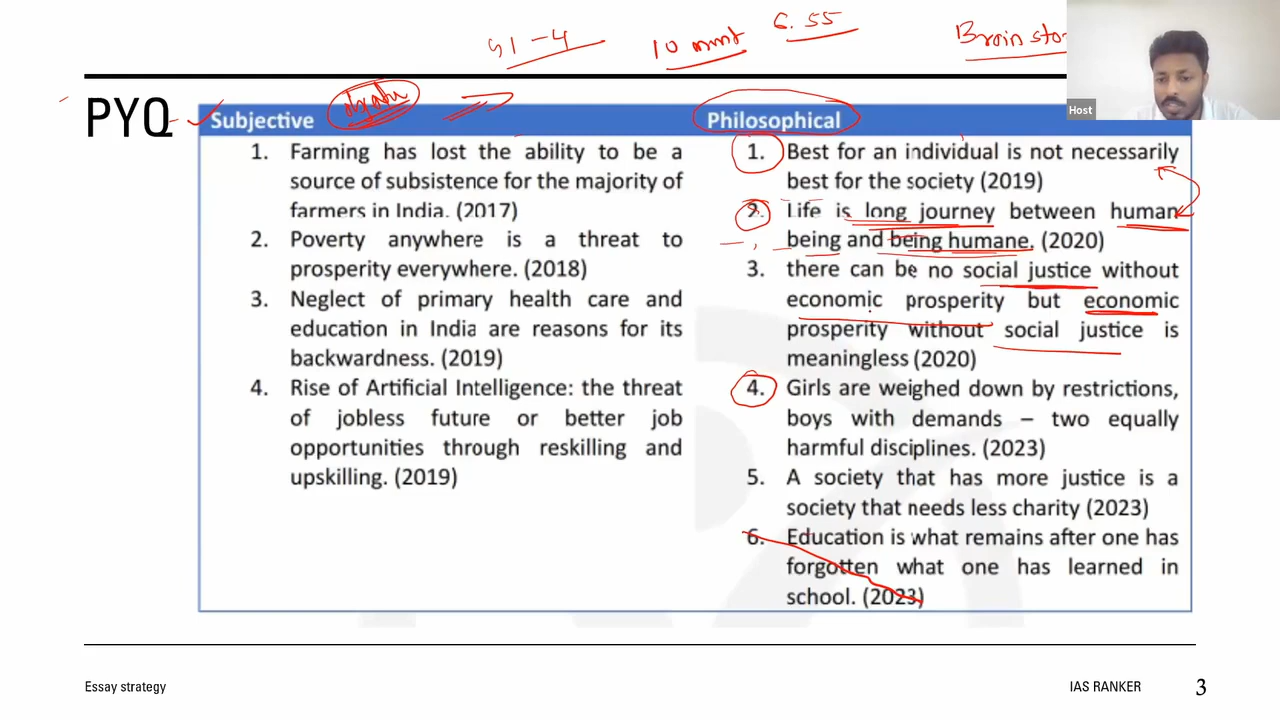 10 mmt
6.55
Host
PYQ
Subjective
1. Farming has lost the ability to be a
source of subsistence for the majority of
farmers in India. (2017)
2. Poverty anywhere is a threat to
prosperity everywhere. (2018)
3. Neglect of primary health care and
education in India are reasons for its
backwardness. (2019)
4. Rise of Artificial Intelligence: the threat
of jobless future or better job
opportunities through reskilling and
upskilling. (2019)
Philosophical
1. Best for an individual is not necessarily
best for the society (2019)
2. Life is long journey between human
being and being humane. (2020)
3. there can be no social justice without
economic prosperity but economic
prosperity without social justice is
meaningless (2020)
4. Girls are weighed down by restrictions,
boys with demands – two equally
harmful disciplines. (2023)
5. A society that has more justice is a
society that needs less charity (2023)
6. Education is what remains after one has
forgotten what one has learned in
school. (2023)
Essay strategy
IAS RANKER
3